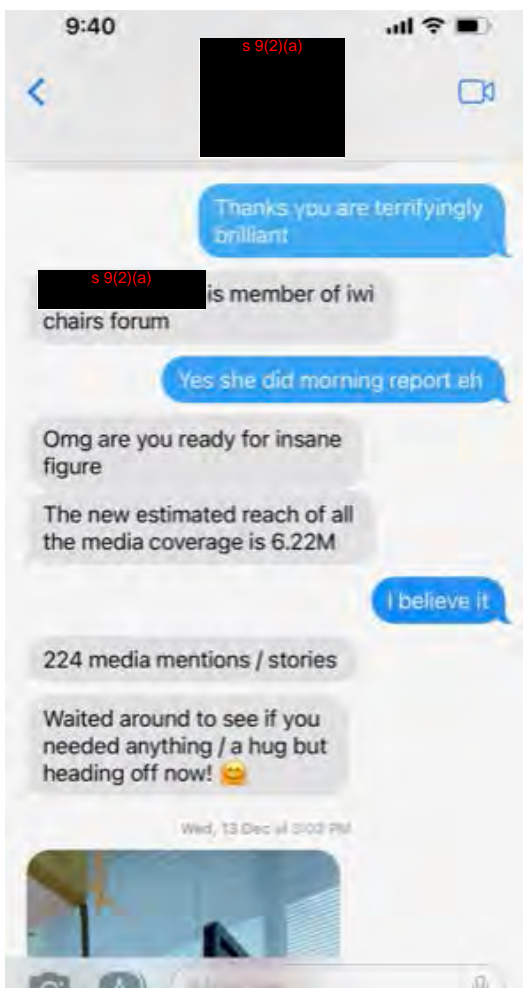 9:40
s 9(2)(a)
Thanks you are terrifyingly
brilliant
s 9(2)(a)
is member of iwi
chairs forum
Yes she did morning report eh
Omg are you ready for insane
figure
The new estimated reach of all
the media coverage is 6.22M
I believe it
224 media mentions / stories
Waited around to see if you
needed anything / a hug but
heading off now! 😊
Wed, 13 Dec at PM